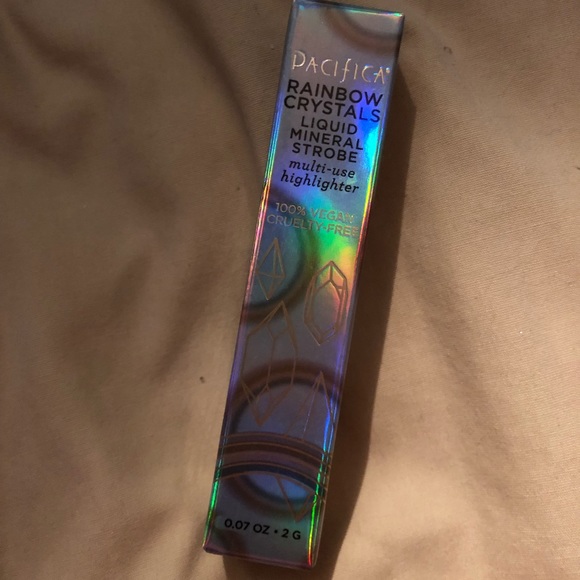 PACIFICA®
RAINBOW
CRYSTALS
LIQUID
MINERAL
STROBE
multi-use
highlighter
100% VEGAN
CRUELTY-FREE
0.07 OZ • 2 G